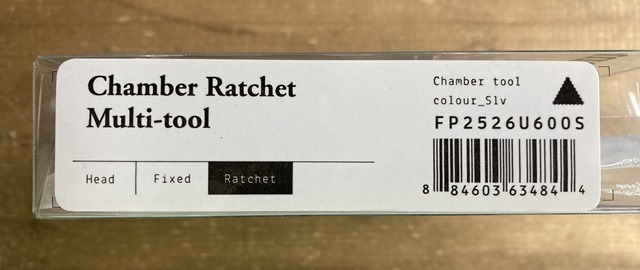 Chamber Ratchet
Multi-tool
Head Fixed Ratchet
Chamber tool
colour_Slv
FP2526U600S
8 84603 63484 4